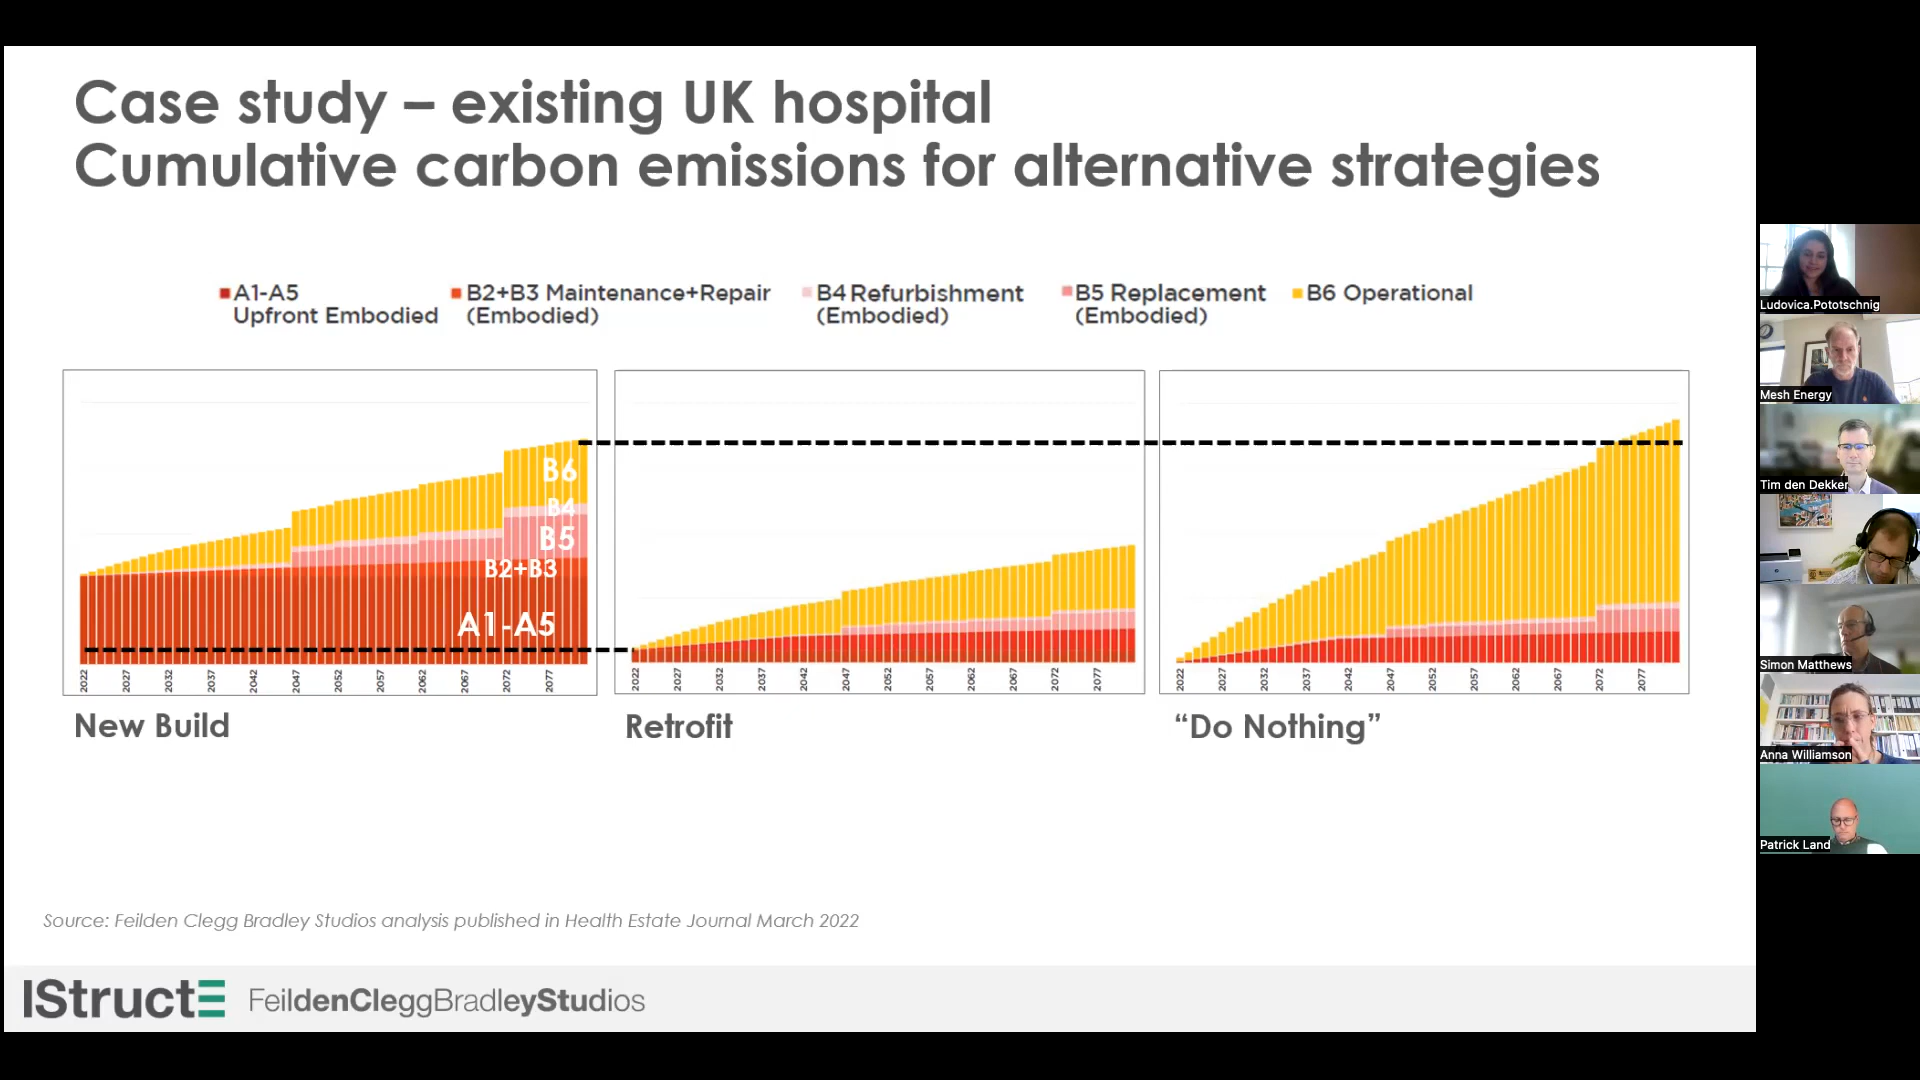 Case study – existing UK hospital
Cumulative carbon emissions for alternative strategies
A1-A5
Upfront Embodied
B2+B3 Maintenance+Repair
(Embodied)
B4 Refurbishment
(Embodied)
B5 Replacement
(Embodied)
B6 Operational
B6
B4
B5
B2+B3
A1-A5
2022 2027 2032 2037 2042 2047 2052 2057 2062 2067 2072 2077
2022 2027 2032 2037 2042 2047 2052 2057 2062 2067 2072 2077
2022 2027 2032 2037 2042 2047 2052 2057 2062 2067 2072 2077
New Build
Retrofit
“Do Nothing”
Source: Feilden Clegg Bradley Studios analysis published in Health Estate Journal March 2022
IStructE
FeildenCleggBradleyStudios
Ludovica.Pototschnig
Mesh Energy
Tim den Dekker
Simon Matthews
Anna Williamson
Patrick Land